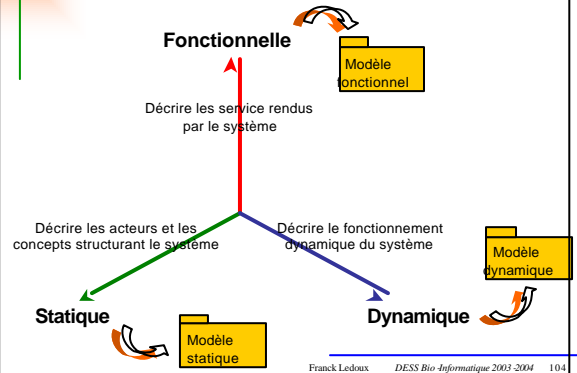 Fonctionnelle
Modèle
fonctionnel
Décrire les service rendus
par le système
Décrire les acteurs et les
concepts structurant le système
Décrire le fonctionnement
dynamique du système
Modèle
dynamique
Statique
Dynamique
Modèle
statique
Franck Ledoux DESS Bio-Informatique 2003-2004 104